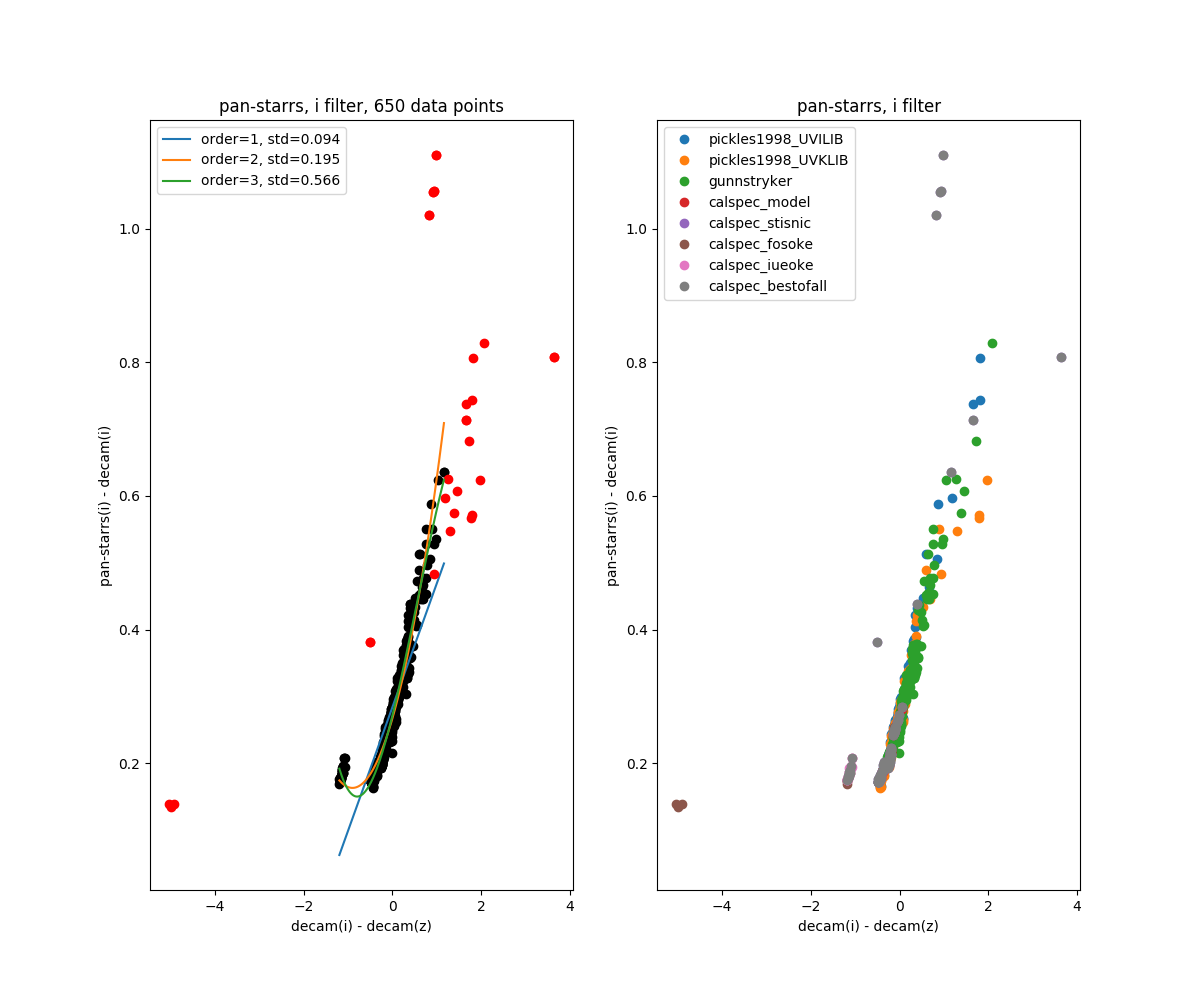 pan-starrs, i filter, 650 data points
order=1, std=0.094
order=2, std=0.195
order=3, std=0.566
1.0
0.8
0.6
0.4
0.2
pan-starrs(i) - decam(i)
−4 −2 0 2 4
decam(i) - decam(z)
pan-starrs, i filter
pickles1998_UVILIB
pickles1998_UVKLIB
gunnstryker
calspec_model
calspec_stisnic
calspec_fosoke
calspec_iueoke
calspec_bestofall
1.0
0.8
0.6
0.4
0.2
pan-starrs(i) - decam(i)
−4 −2 0 2 4
decam(i) - decam(z)